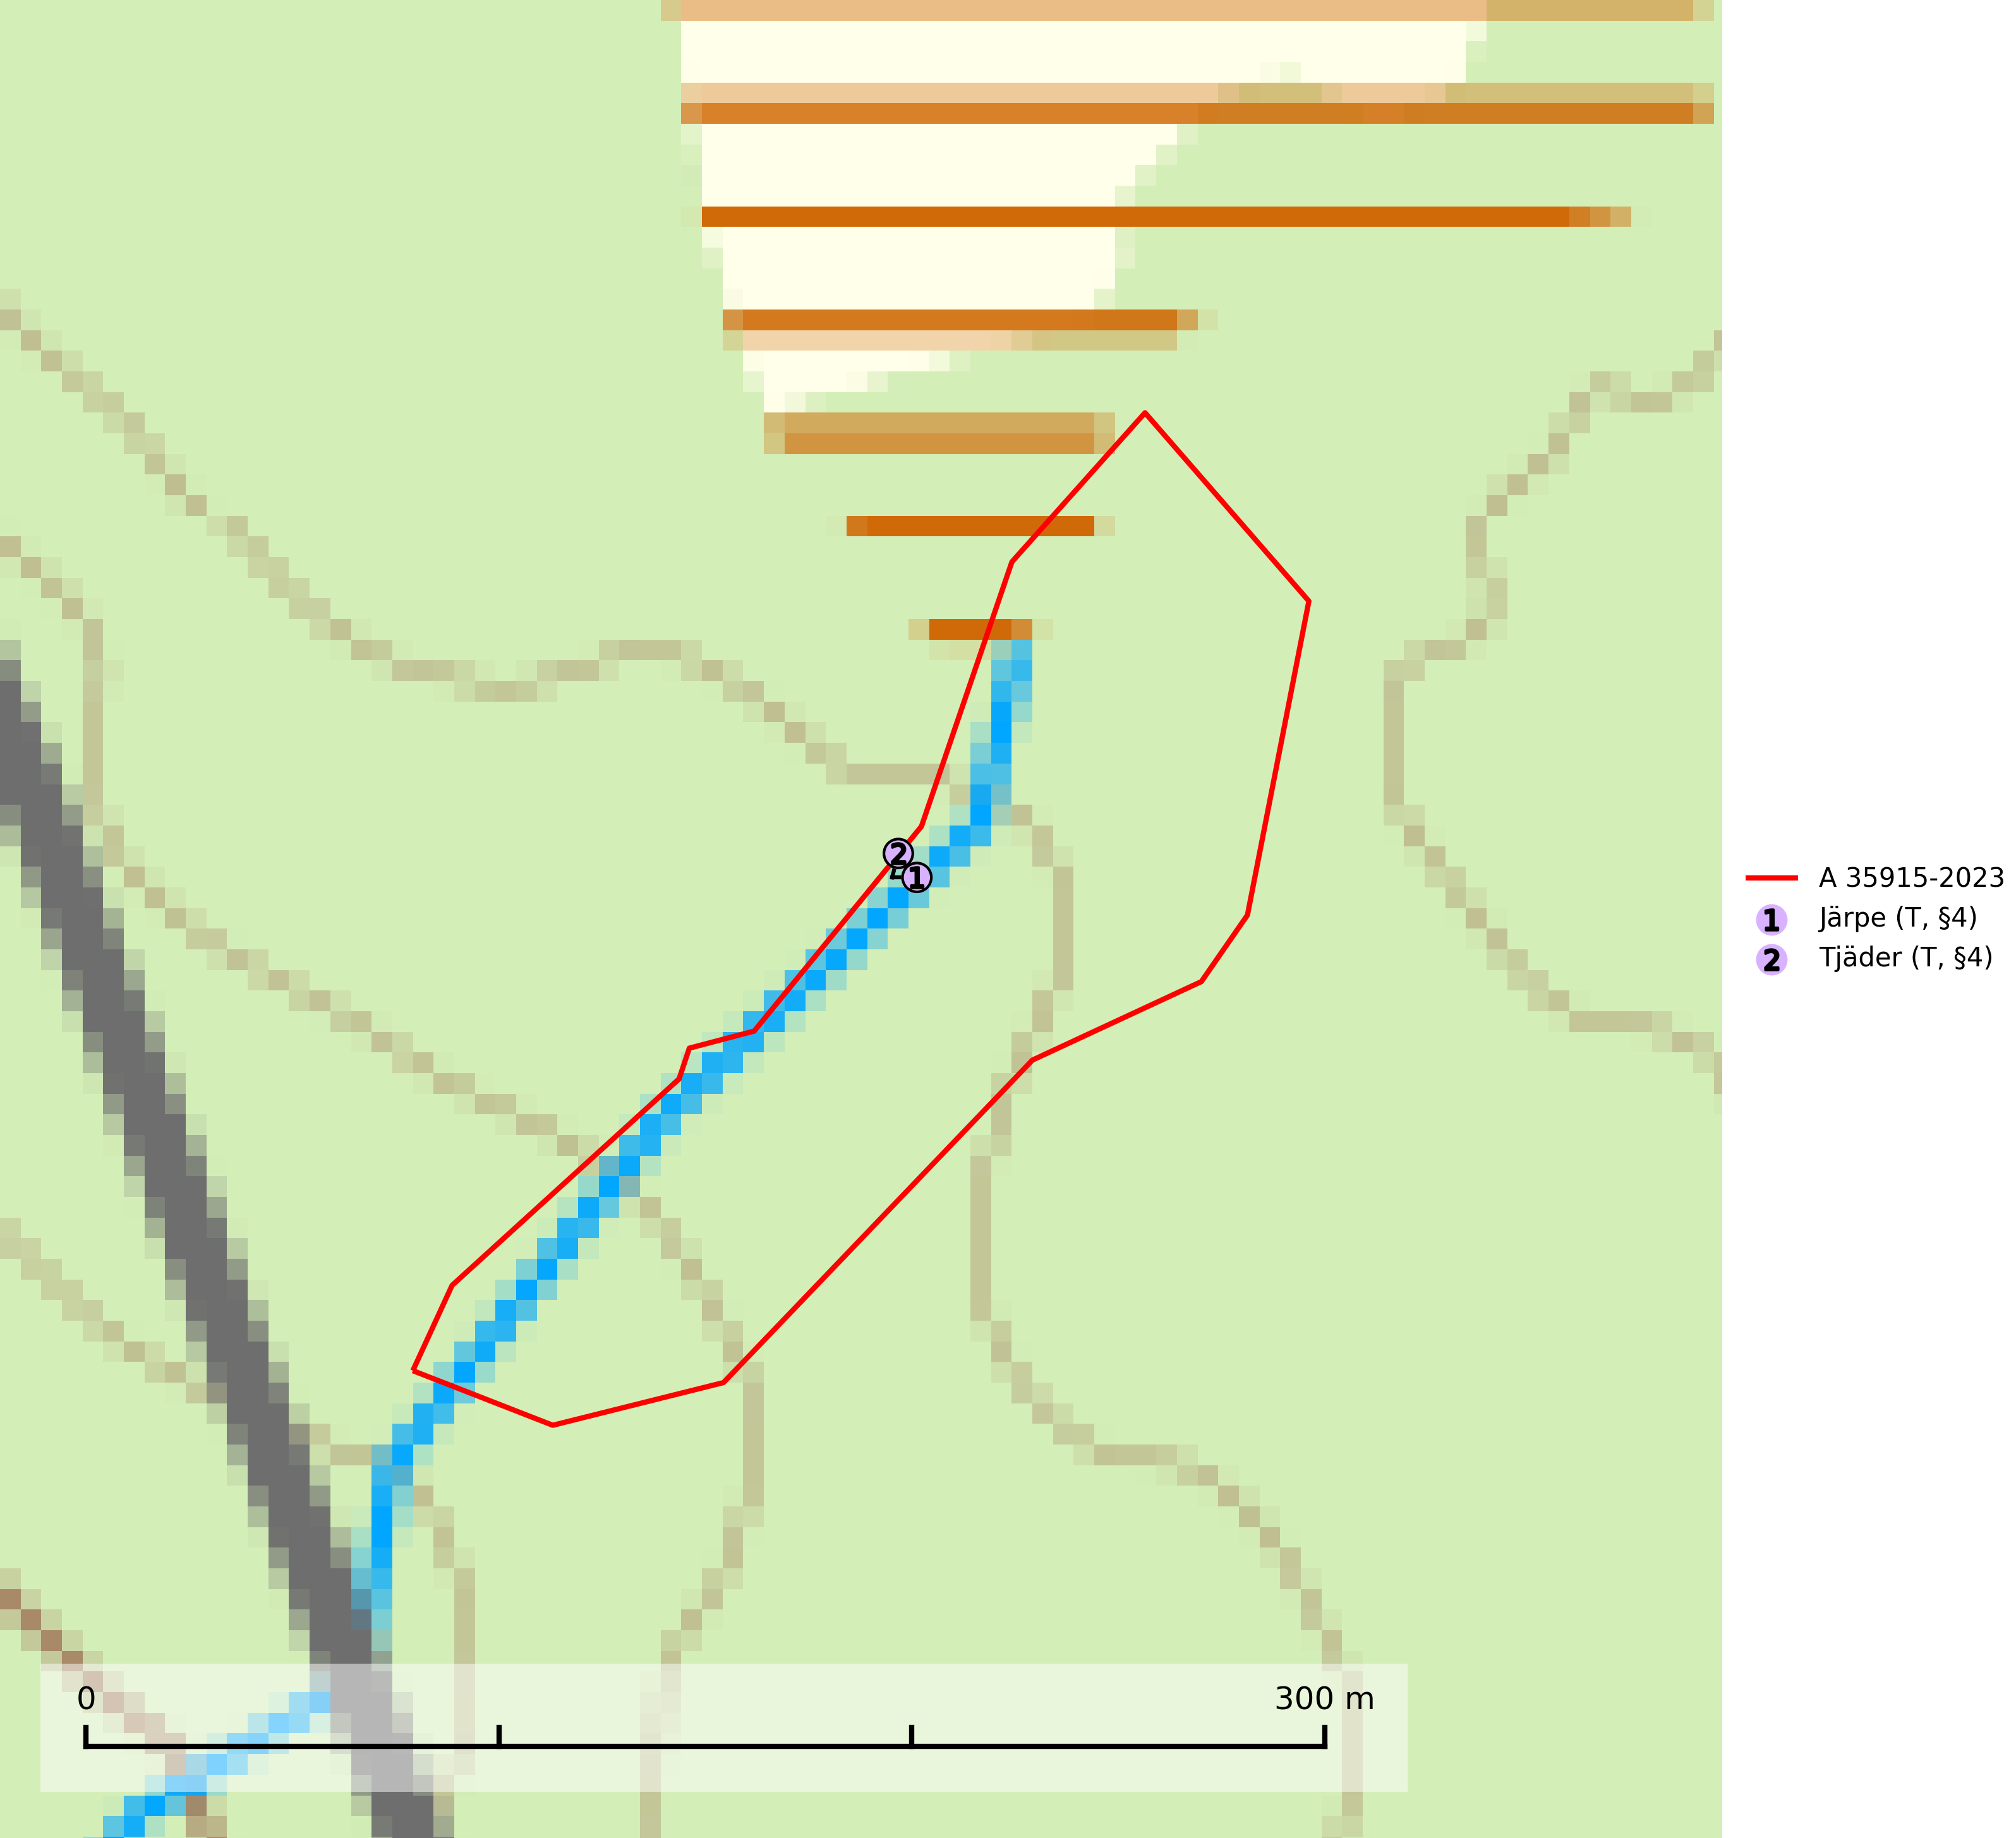 2
1
A 35915-2023
1 Järpe (T, §4)
2 Tjäder (T, §4)
0 300 m